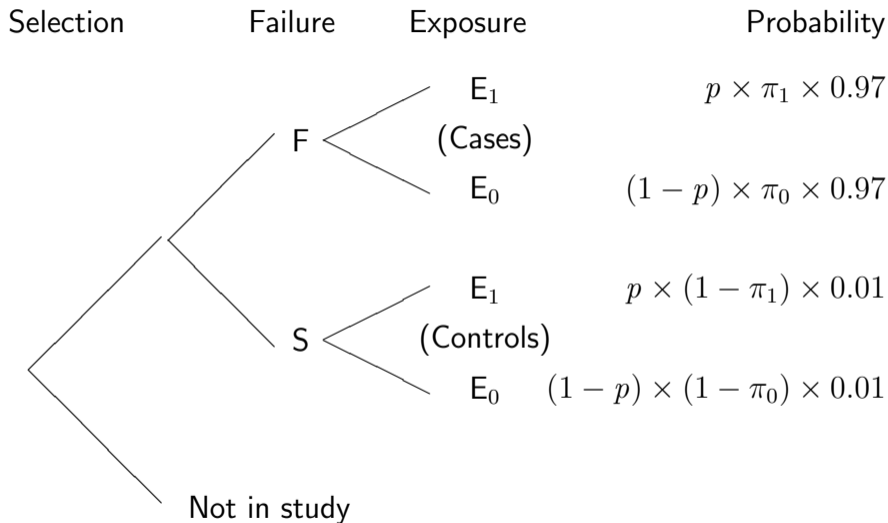 Selection Failure Exposure Probability
E₁ p × π₁ × 0.97
F (Cases)
E₀ (1 − p) × π₀ × 0.97
E₁ p × (1 − π₁) × 0.01
S (Controls)
E₀ (1 − p) × (1 − π₀) × 0.01
Not in study